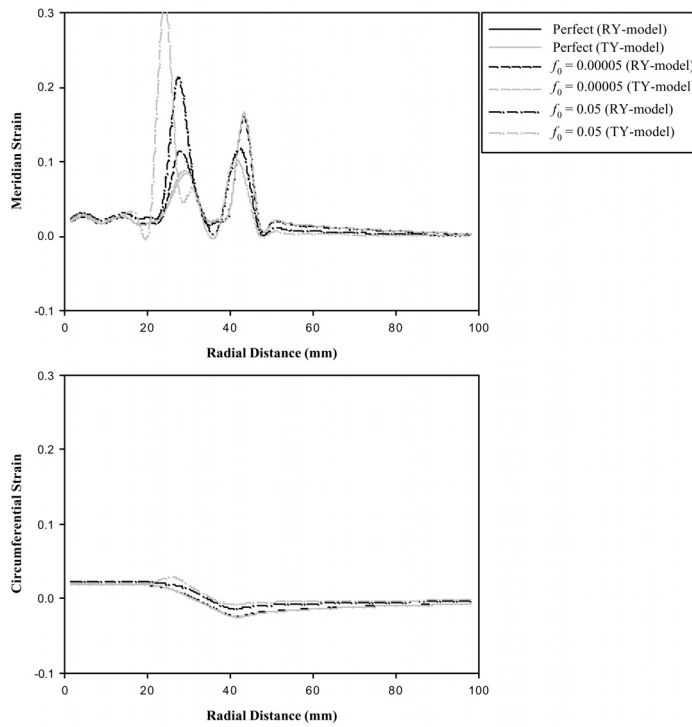 0.3
0.2
0.1
0.0
-0.1
Meridian Strain
0
20
40
60
80
100
Radial Distance (mm)
Perfect (RY-model)
Perfect (TY-model)
f0 = 0.00005 (RY-model)
f0 = 0.00005 (TY-model)
f0 = 0.05 (RY-model)
f0 = 0.05 (TY-model)
0.3
0.2
0.1
0.0
-0.1
Circumferential Strain
0
20
40
60
80
100
Radial Distance (mm)